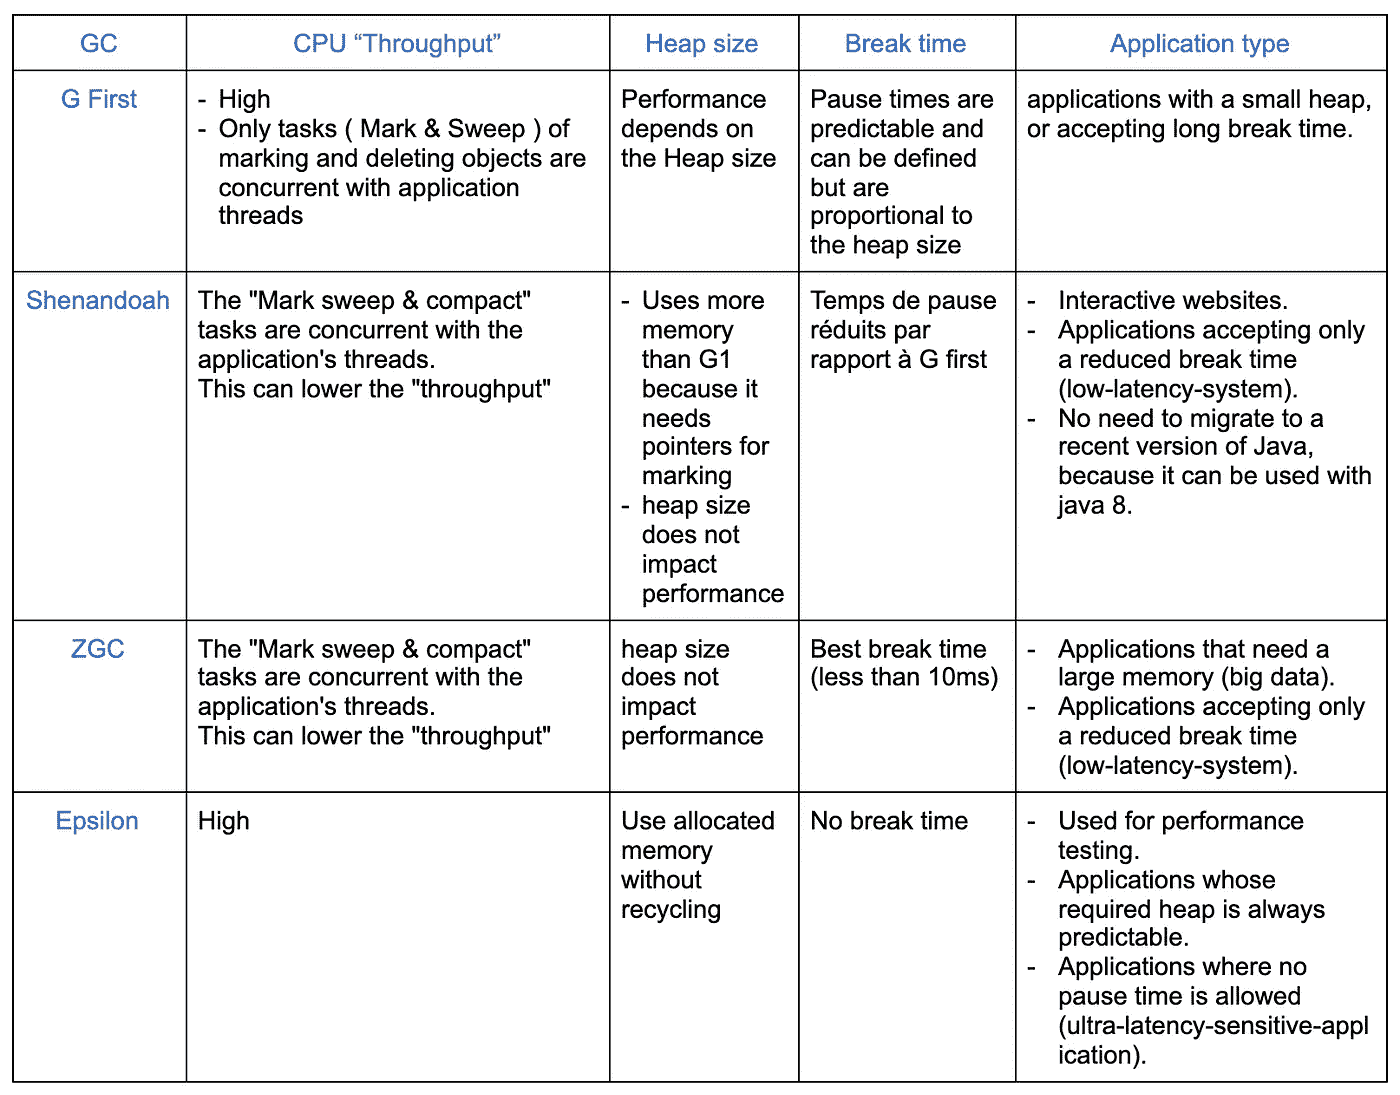 GC
CPU “Throughput”
Heap size
Break time
Application type
G First
- High
- Only tasks ( Mark & Sweep ) of
marking and deleting objects are
concurrent with application
threads
Performance
depends on
the Heap size
Pause times are
predictable and
can be defined
but are
proportional to
the heap size
applications with a small heap,
or accepting long break time.
Shenandoah
The "Mark sweep & compact"
tasks are concurrent with the
application's threads.
This can lower the "throughput"
- Uses more
memory
than G1
because it
needs
pointers for
marking
- heap size
does not
impact
performance
Temps de pause
réduits par
rapport à G first
- Interactive websites.
- Applications accepting only
a reduced break time
(low-latency-system).
- No need to migrate to a
recent version of Java,
because it can be used with
java 8.
ZGC
The "Mark sweep & compact"
tasks are concurrent with the
application's threads.
This can lower the "throughput"
heap size
does not
impact
performance
Best break time
(less than 10ms)
- Applications that need a
large memory (big data).
- Applications accepting only
a reduced break time
(low-latency-system).
Epsilon
High
Use allocated
memory
without
recycling
No break time
- Used for performance
testing.
- Applications whose
required heap is always
predictable.
- Applications where no
pause time is allowed
(ultra-latency-sensitive-appl
ication).